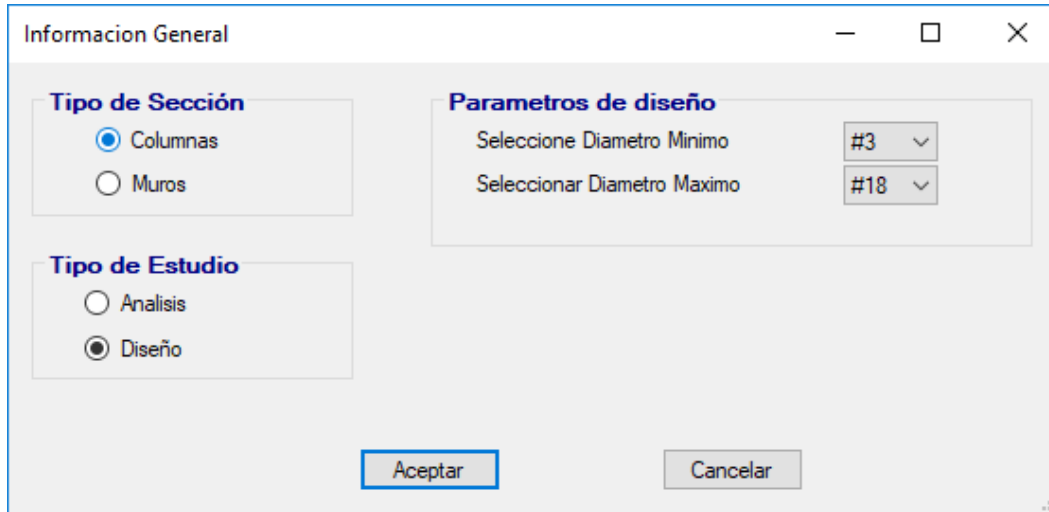 Informacion General
Tipo de Sección
Columnas
Muros
Parametros de diseño
Seleccione Diametro Minimo #3
Seleccionar Diametro Maximo #18
Tipo de Estudio
Analisis
Diseño
Aceptar Cancelar